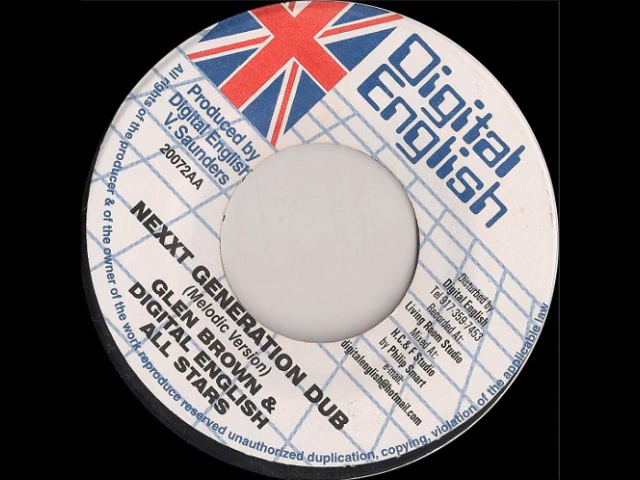 Digital
English
Produced by
Digital English
V. Saunders
20072AA
NEXXT GENERATION DUB
(Melodic Version)
GLEN BROWN &
DIGITAL ENGLISH
ALL STARS
Disturbed by
Digital English
Tel 917-359-7453
Recorded At:
Living Room Studio
Mixed At:
H.C. & F Studio
by Philip Smart
e-mail:
digitalenglish@hotmail.com
All rights of the producer & of the owner of the work reproduce reserved unauthorized duplication, copying, violation of the applicable law